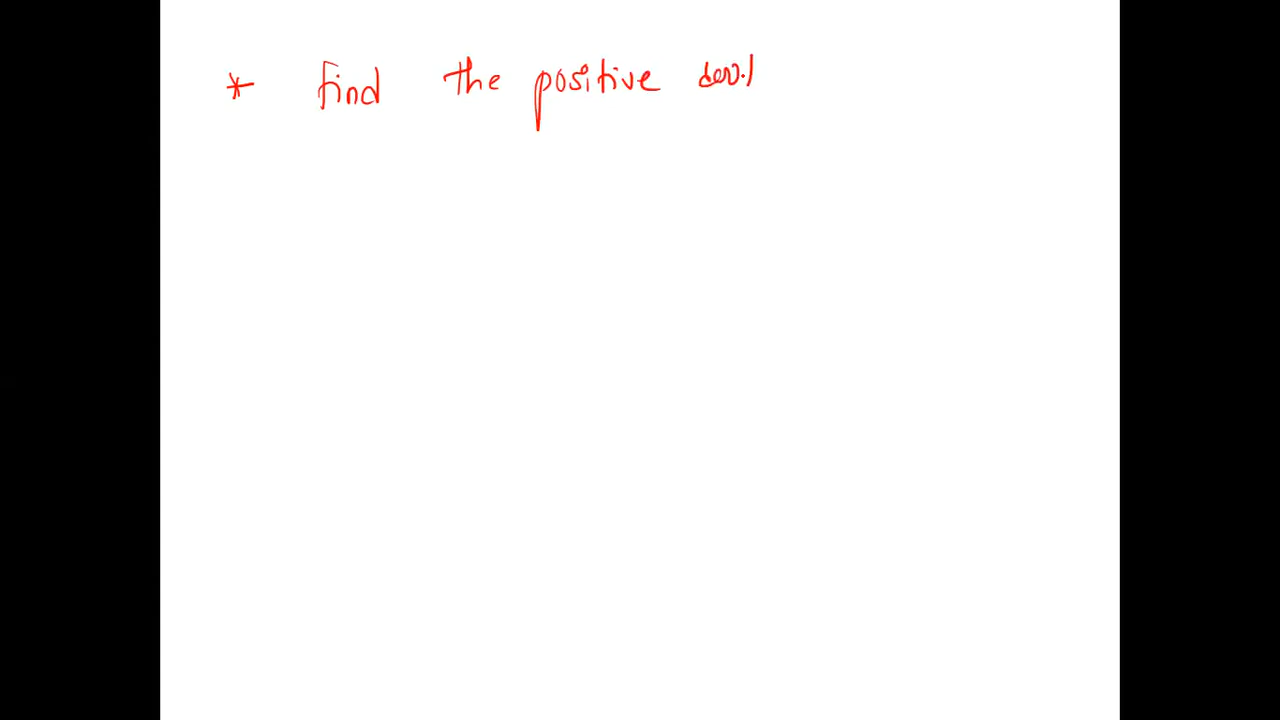 * find the positive